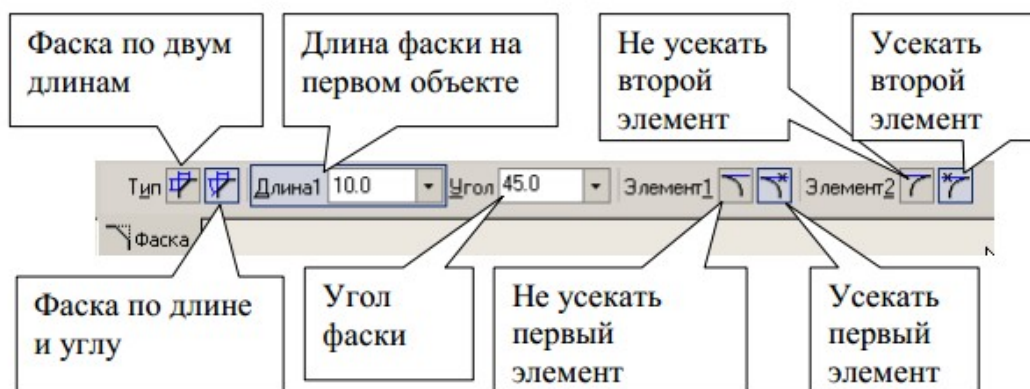 Фаска по двум
длинам
Длина фаски на
первом объекте
Не усекать
второй
элемент
Усекать
второй
элемент
Тип Длина1 10.0 Угол 45.0 Элемент1 Элемент2
Фаска
Фаска по длине
и углу
Угол
фаски
Не усекать
первый
элемент
Усекать
первый
элемент